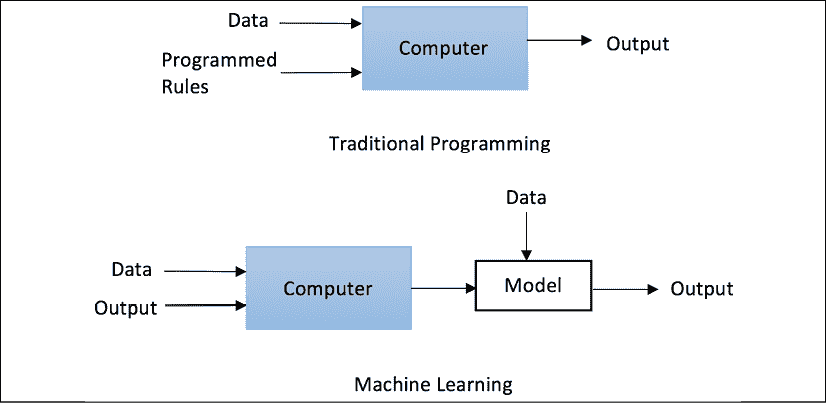 Data
Computer
Output
Programmed
Rules
Traditional Programming
Data
Data
Computer
Model
Output
Output
Machine Learning